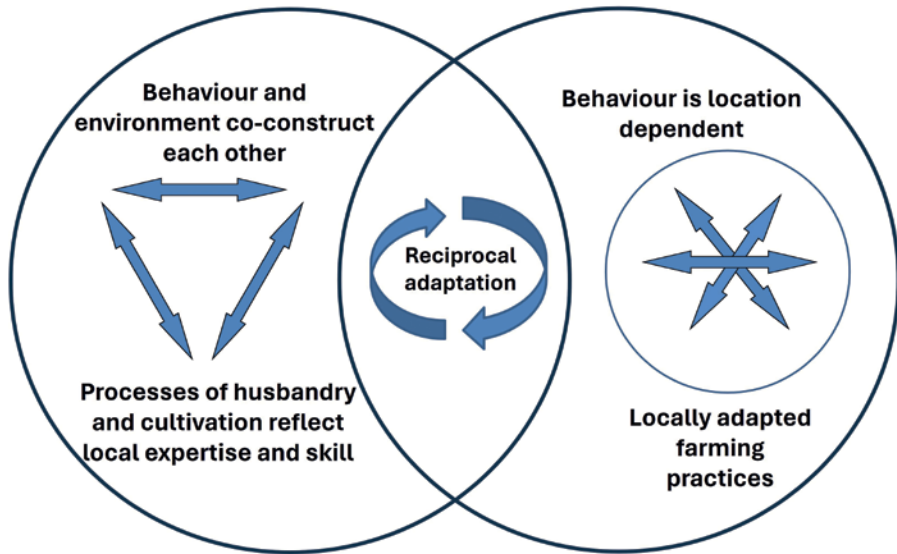 Behaviour and
environment co-construct
each other
Processes of husbandry
and cultivation reflect
local expertise and skill
Reciprocal
adaptation
Behaviour is location
dependent
Locally adapted
farming
practices